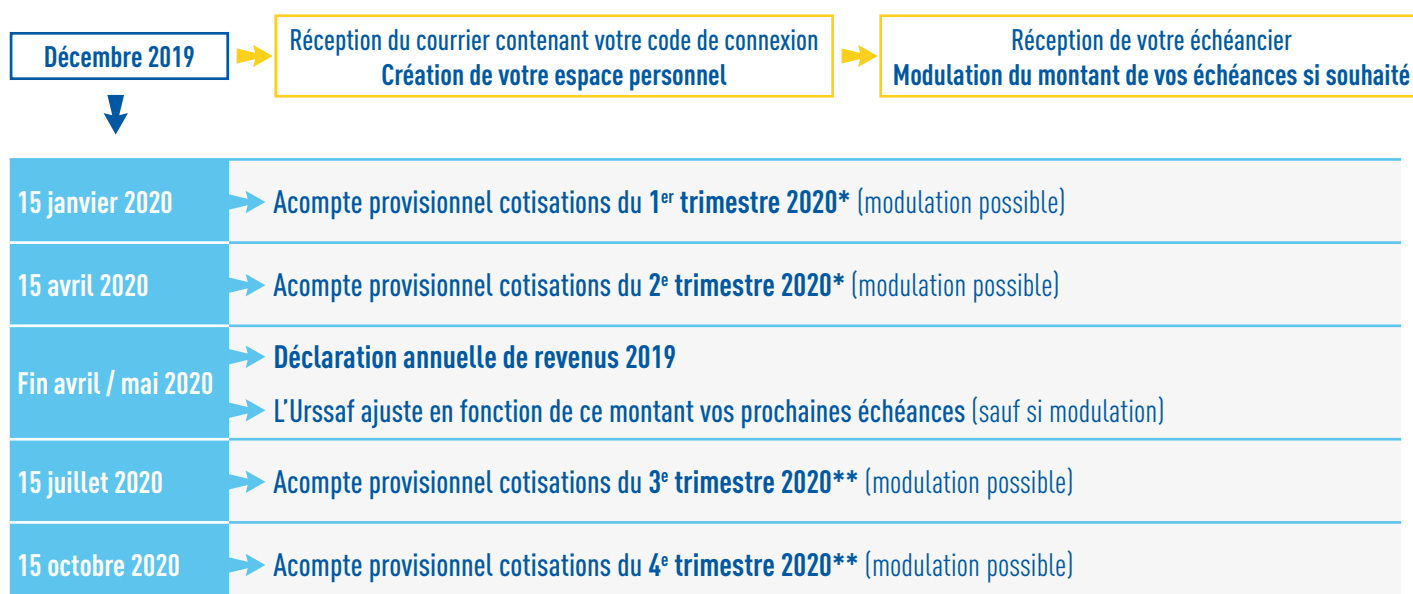 Décembre 2019
Réception du courrier contenant votre code de connexion
Création de votre espace personnel
Réception de votre échéancier
Modulation du montant de vos échéances si souhaité
15 janvier 2020
Acompte provisionnel cotisations du 1er trimestre 2020* (modulation possible)
15 avril 2020
Acompte provisionnel cotisations du 2e trimestre 2020* (modulation possible)
Fin avril / mai 2020
Déclaration annuelle de revenus 2019
L’Urssaf ajuste en fonction de ce montant vos prochaines échéances (sauf si modulation)
15 juillet 2020
Acompte provisionnel cotisations du 3e trimestre 2020** (modulation possible)
15 octobre 2020
Acompte provisionnel cotisations du 4e trimestre 2020** (modulation possible)